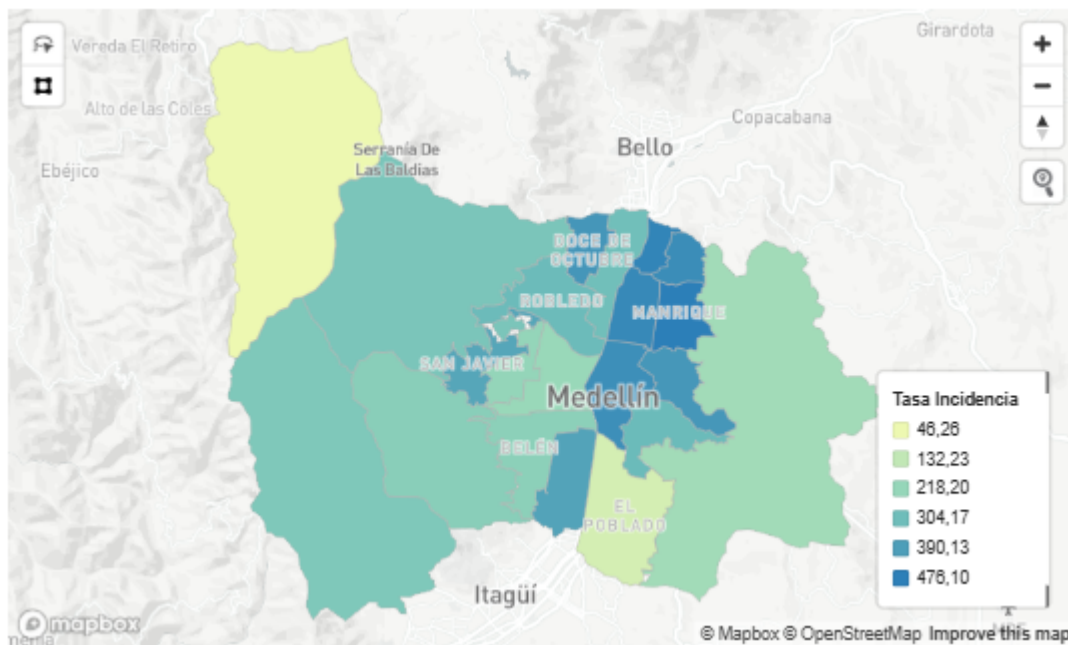 Vereda El Retiro
Girardota
Alto de las Coles
Copacabana
Bello
Serranía De
Las Baldías
Ebéjico
DOCE DE
OCTUBRE
ROBLEDO
MANRIQUE
SAN JAVIER
Medellín
BELÉN
EL
POBLADO
Itagüí
Tasa Incidencia
46,26
132,23
218,20
304,17
390,13
476,10
mapbox
© Mapbox © OpenStreetMap Improve this map